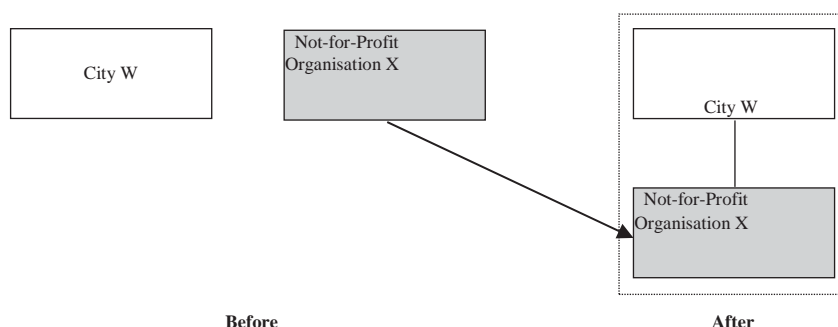 City W
Not-for-Profit
Organisation X
City W
Not-for-Profit
Organisation X
Before
After